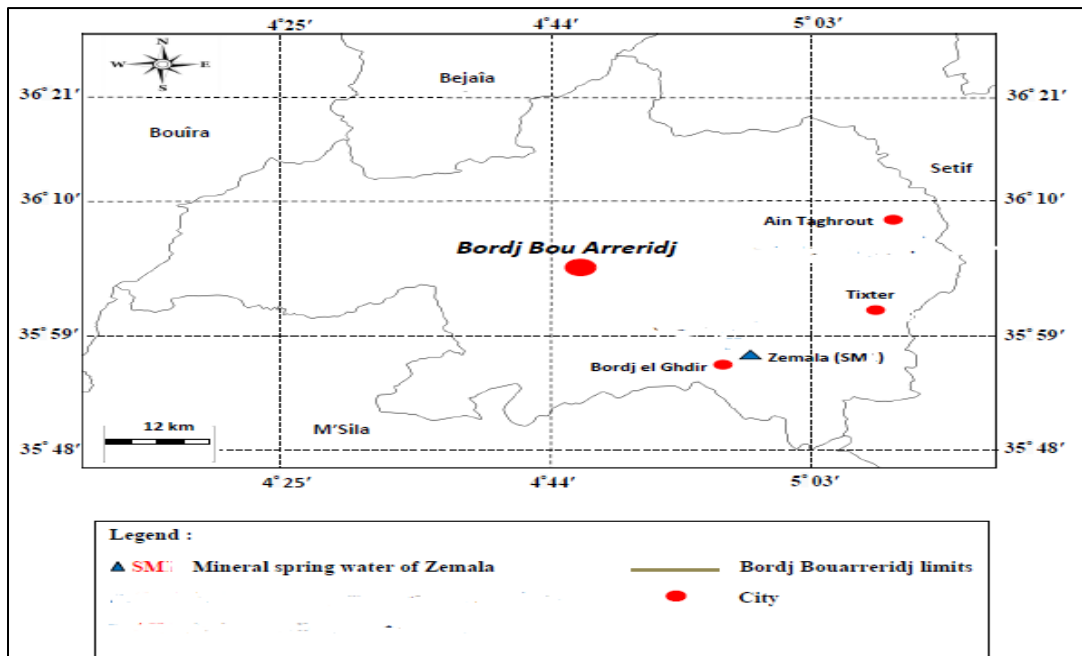 4°25′ 4°44′ 5°03′
N
W E
S
Bejaîa
36°21′ 36°21′
Bouîra
Setif
36°10′ 36°10′
Ain Taghrout
Bordj Bou Arreridj
Tixter
35°59′ 35°59′
Zemala (SM )
Bordj el Ghdir
12 km
M'Sila
35°48′ 35°48′
4°25′ 4°44′ 5°03′
Legend :
SM Mineral spring water of Zemala Bordj Bouarreridj limits
City